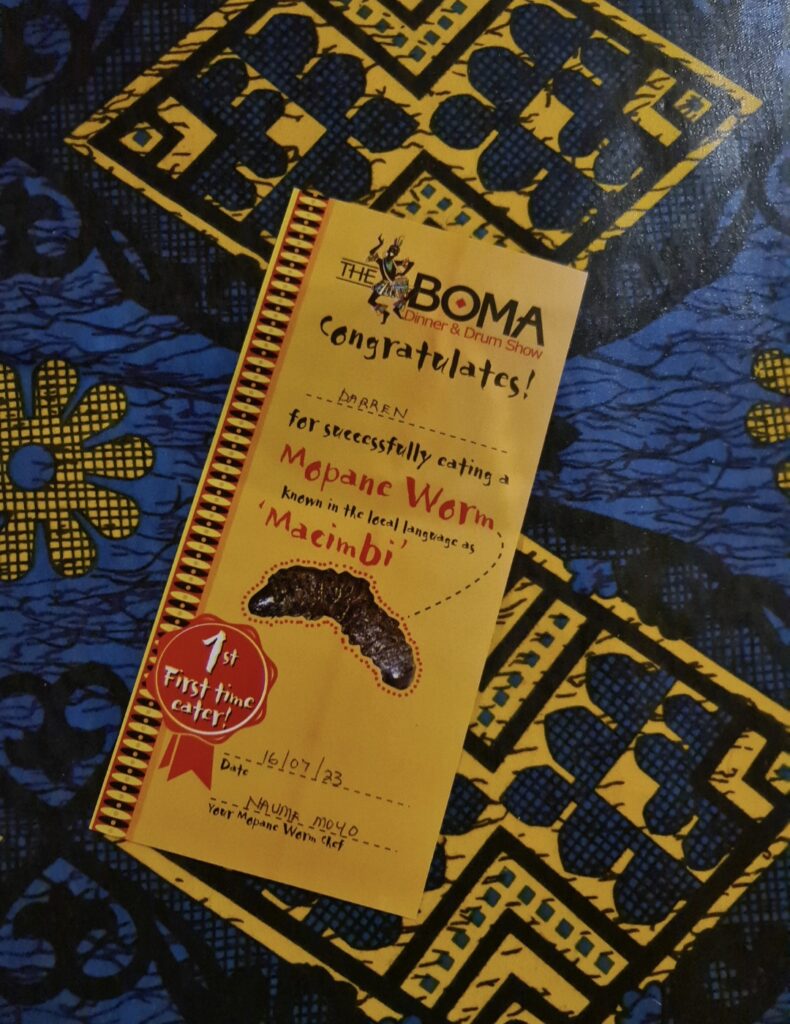 THE BOMA
Dinner & Drum Show
congratulates!
DARREN
for successfully eating a
Mopane Worm
known in the local language as
'Macimbi'
1st
First time
eater!
Date 16/07/23
NAUMA MOYO
Your Mopane Worm Chef